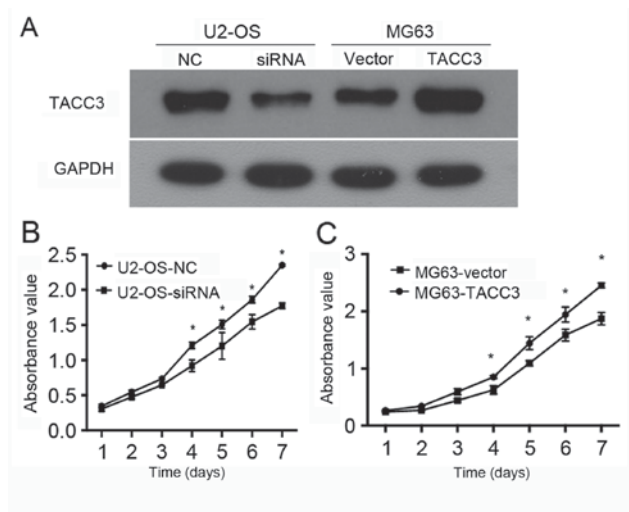 A
U2-OS MG63
NC siRNA Vector TACC3
TACC3
GAPDH
B
Absorbance value
2.5
2.0
1.5
1.0
0.5
0.0
U2-OS-NC
U2-OS-siRNA
* * * *
1 2 3 4 5 6 7
Time (days)
C
Absorbance value
3
2
1
0
MG63-vector
MG63-TACC3
* * * *
1 2 3 4 5 6 7
Time (days)